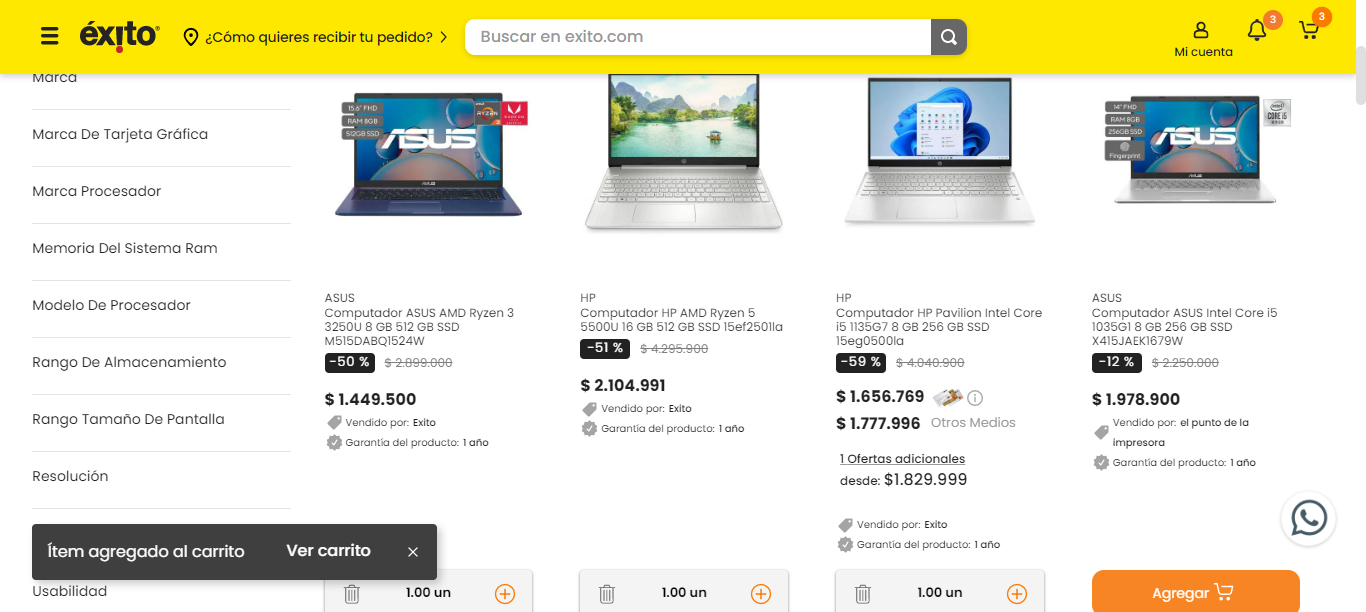 éxito
¿Cómo quieres recibir tu pedido?
Buscar en exito.com
Mi cuenta
3
3
Marca
Marca De Tarjeta Gráfica
Marca Procesador
Memoria Del Sistema Ram
Modelo De Procesador
Rango De Almacenamiento
Rango Tamaño De Pantalla
Resolución
Usabilidad
Ítem agregado al carrito
Ver carrito
15.6" FHD
RAM 8GB
512GB SSD
ASUS
RYZEN
3
ASUS
Computador ASUS AMD Ryzen 3
3250U 8 GB 512 GB SSD
M515DABQ1524W
-50 % $ 2.899.000
$ 1.449.500
Vendido por: Exito
Garantía del producto: 1 año
1.00 un
HP
Computador HP AMD Ryzen 5
5500U 16 GB 512 GB SSD 15ef2501la
-51 % $ 4.295.900
$ 2.104.991
Vendido por: Exito
Garantía del producto: 1 año
1.00 un
HP
Computador HP Pavilion Intel Core
i5 1135G7 8 GB 256 GB SSD
15eg0500la
-59 % $ 4.040.900
$ 1.656.769
$ 1.777.996 Otros Medios
1 Ofertas adicionales
desde: $1.829.999
Vendido por: Exito
Garantía del producto: 1 año
1.00 un
14" FHD
RAM 8GB
256GB SSD
Fingerprint
ASUS
intel
CORE i5
ASUS
Computador ASUS Intel Core i5
1035G1 8 GB 256 GB SSD
X415JAEK1679W
-12 % $ 2.250.000
$ 1.978.900
Vendido por: el punto de la
impresora
Garantía del producto: 1 año
Agregar